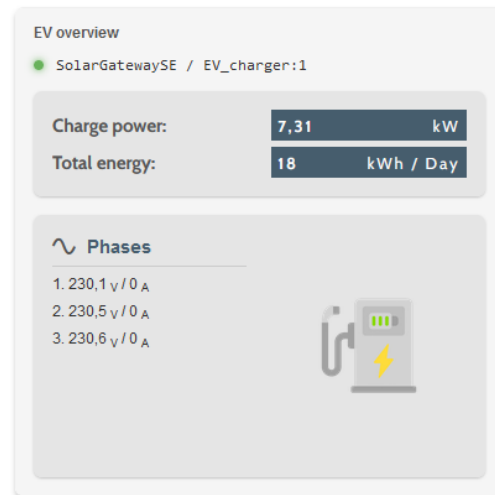 EV overview
SolarGatewaySE / EV_charger:1
Charge power: 7,31 kW
Total energy: 18 kWh / Day
Phases
1. 230,1 V / 0 A
2. 230,5 V / 0 A
3. 230,6 V / 0 A